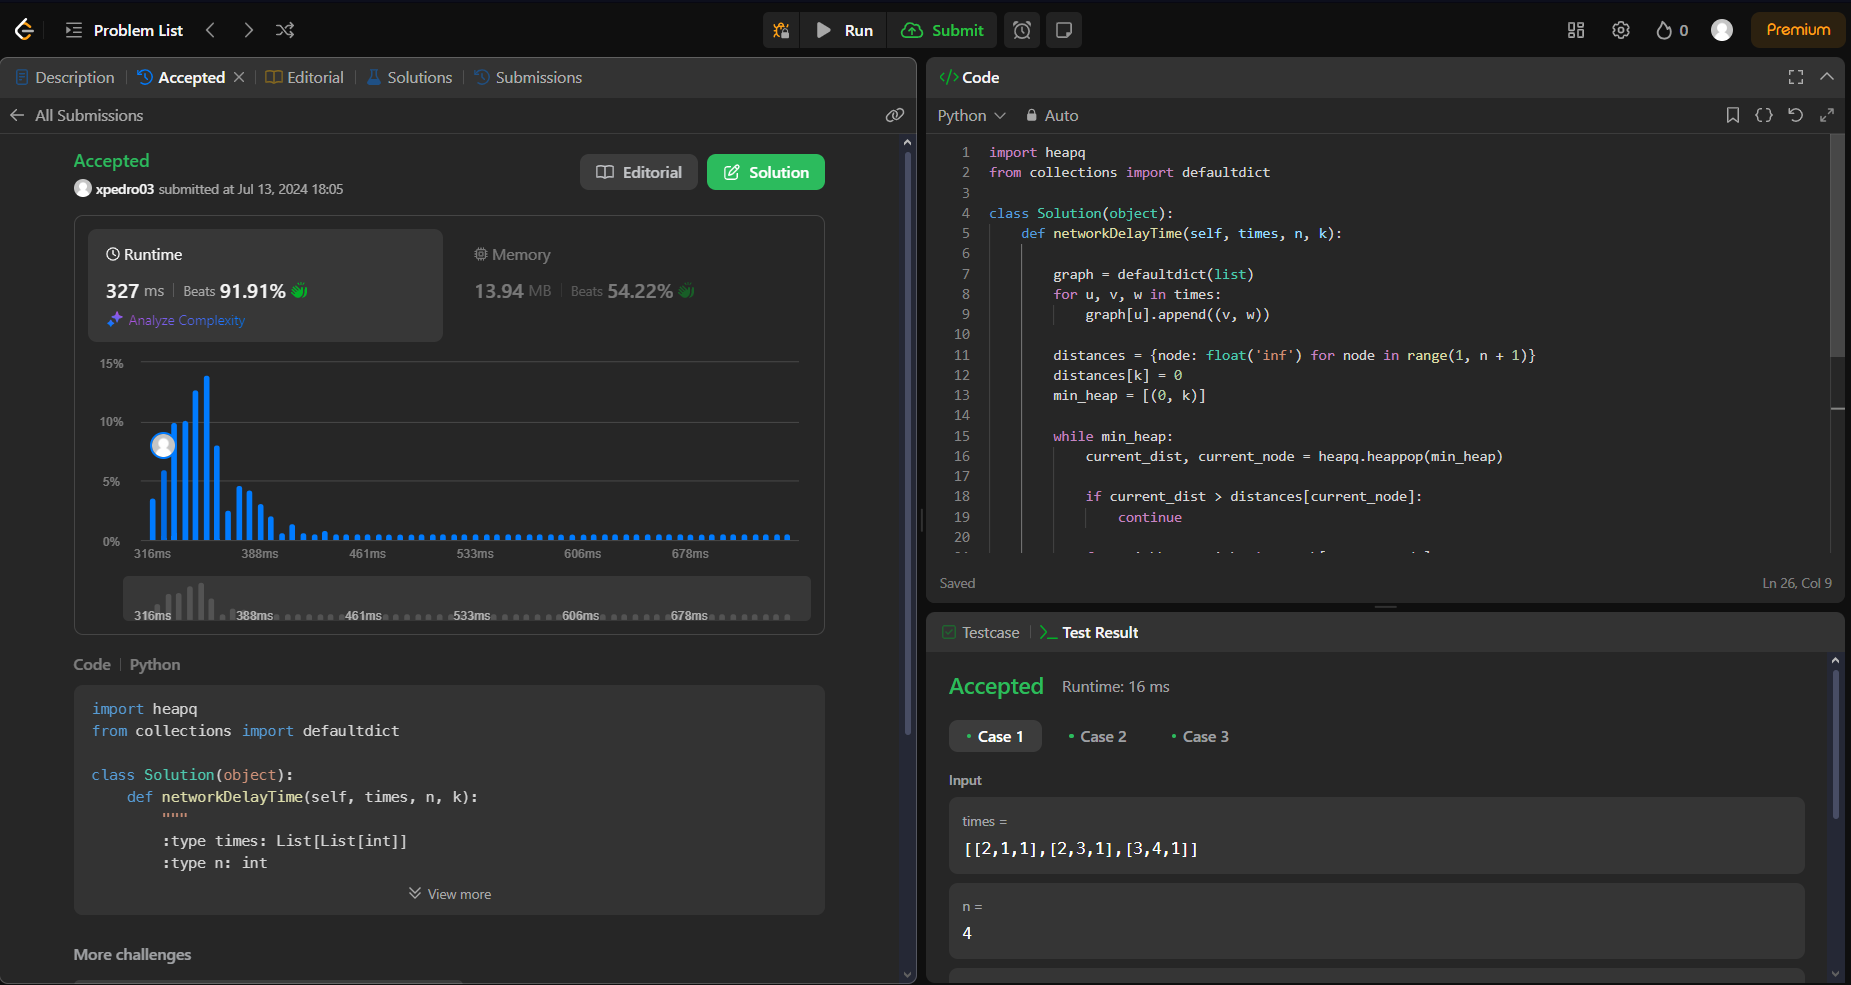 Problem List
Run
Submit
0
Premium
Description
Accepted
Editorial
Solutions
Submissions
All Submissions
Accepted
xpedro03 submitted at Jul 13, 2024 18:05
Editorial
Solution
Runtime
327 ms
Beats 91.91%
Analyze Complexity
Memory
13.94 MB
Beats 54.22%
15%
10%
5%
0%
316ms 388ms 461ms 533ms 606ms 678ms
316ms 388ms 461ms 533ms 606ms 678ms
Code | Python
import heapq
from collections import defaultdict
class Solution(object):
def networkDelayTime(self, times, n, k):
"""
:type times: List[List[int]]
:type n: int
View more
More challenges
</> Code
Python
Auto
1 import heapq
2 from collections import defaultdict
3
4 class Solution(object):
5 def networkDelayTime(self, times, n, k):
6
7 graph = defaultdict(list)
8 for u, v, w in times:
9 graph[u].append((v, w))
10
11 distances = {node: float('inf') for node in range(1, n + 1)}
12 distances[k] = 0
13 min_heap = [(0, k)]
14
15 while min_heap:
16 current_dist, current_node = heapq.heappop(min_heap)
17
18 if current_dist > distances[current_node]:
19 continue
20
Saved
Ln 26, Col 9
Testcase
Test Result
Accepted
Runtime: 16 ms
Case 1
Case 2
Case 3
Input
times =
[[2,1,1],[2,3,1],[3,4,1]]
n =
4